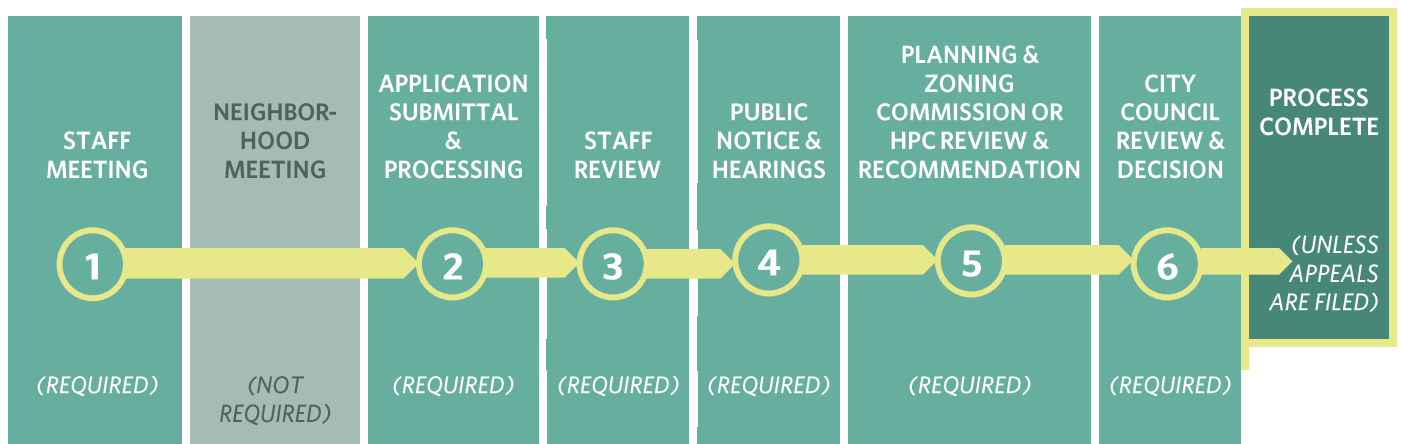 STAFF
MEETING
1
(REQUIRED)
NEIGHBOR-
HOOD
MEETING
(NOT
REQUIRED)
APPLICATION
SUBMITTAL
&
PROCESSING
2
(REQUIRED)
STAFF
REVIEW
3
(REQUIRED)
PUBLIC
NOTICE &
HEARINGS
4
(REQUIRED)
PLANNING &
ZONING
COMMISSION OR
HPC REVIEW &
RECOMMENDATION
5
(REQUIRED)
CITY
COUNCIL
REVIEW &
DECISION
6
(REQUIRED)
PROCESS
COMPLETE
(UNLESS
APPEALS
ARE FILED)